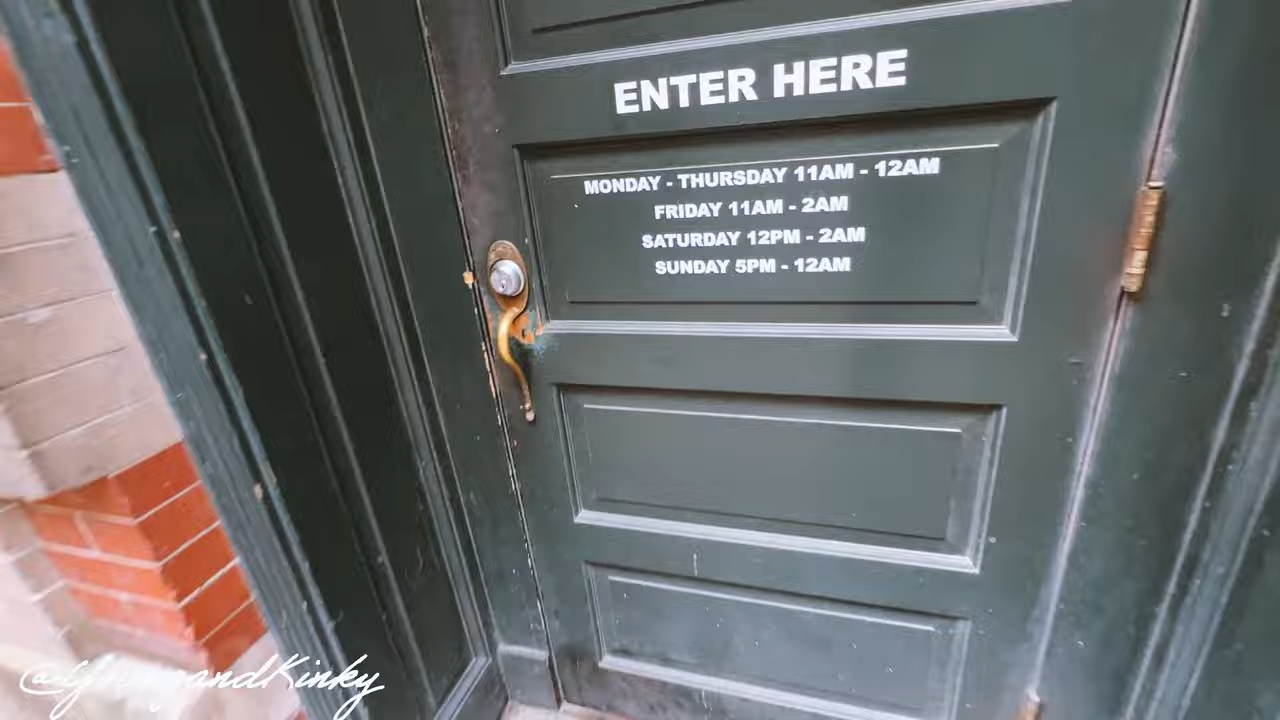 ENTER HERE
MONDAY - THURSDAY 11AM - 12AM
FRIDAY 11AM - 2AM
SATURDAY 12PM - 2AM
SUNDAY 5PM - 12AM